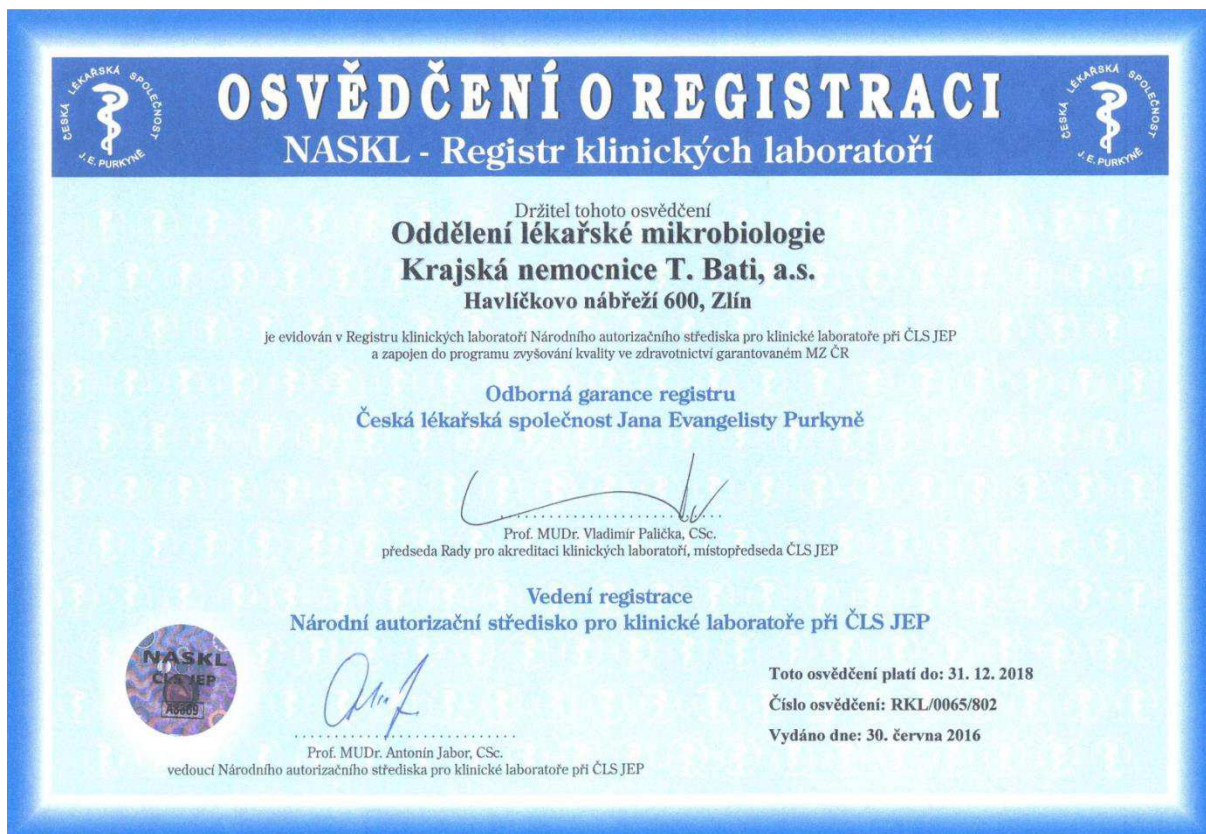 OSVĚDČENÍ O REGISTRACI
NASKL - Registr klinických laboratoří
ČESKÁ LÉKAŘSKÁ SPOLEČNOST
J. E. PURKYNĚ
ČESKÁ LÉKAŘSKÁ SPOLEČNOST
J. E. PURKYNĚ
Držitel tohoto osvědčení
Oddělení lékařské mikrobiologie
Krajská nemocnice T. Bati, a.s.
Havlíčkovo nábřeží 600, Zlín
je evidován v Registru klinických laboratoří Národního autorizačního střediska pro klinické laboratoře při ČLS JEP
a zapojen do programu zvyšování kvality ve zdravotnictví garantovaném MZ ČR
Odborná garance registru
Česká lékařská společnost Jana Evangelisty Purkyně
Prof. MUDr. Vladimír Palička, CSc.
předseda Rady pro akreditaci klinických laboratoří, místopředseda ČLS JEP
Vedení registrace
Národní autorizační středisko pro klinické laboratoře při ČLS JEP
NASKL
ČLS JEP
Prof. MUDr. Antonín Jabor, CSc.
vedoucí Národního autorizačního střediska pro klinické laboratoře při ČLS JEP
Toto osvědčení platí do: 31. 12. 2018
Číslo osvědčení: RKL/0065/802
Vydáno dne: 30. června 2016